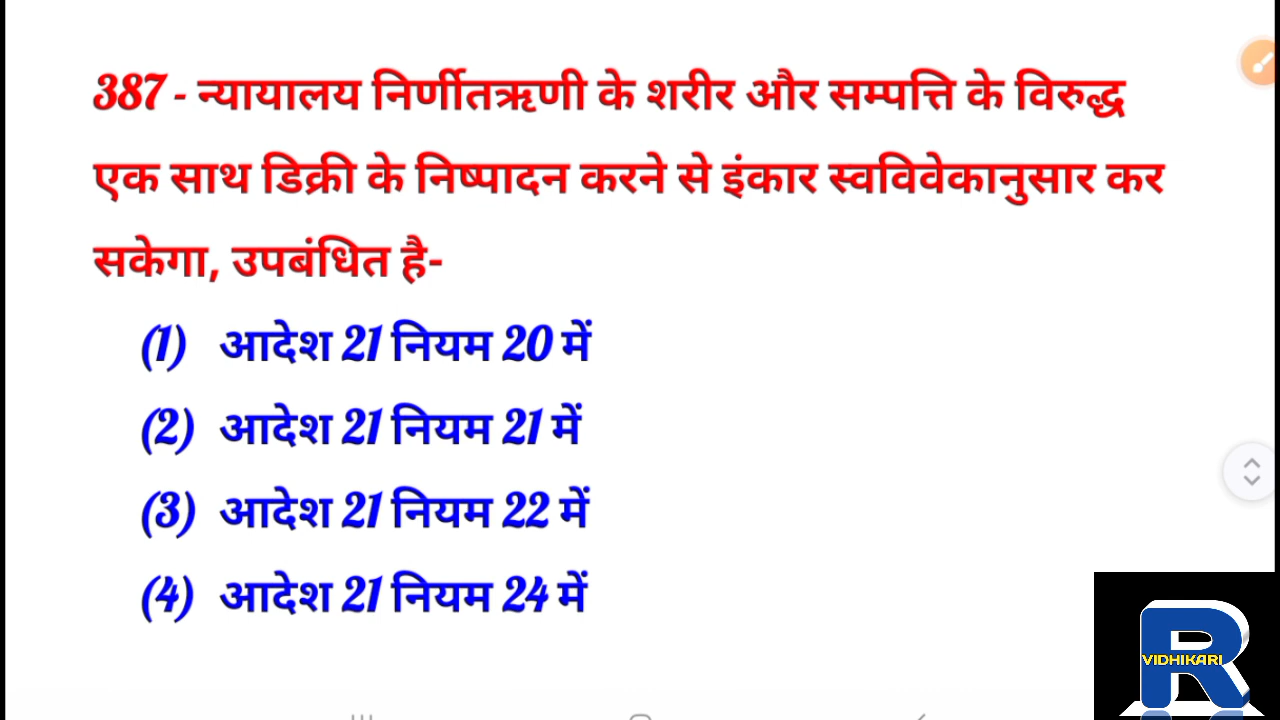 387 - न्यायालय निर्णीतऋणी के शरीर और सम्पत्ति के विरुद्ध
एक साथ डिक्री के निष्पादन करने से इंकार स्वविवेकानुसार कर
सकेगा, उपबंधित है-
(1) आदेश 21 नियम 20 में
(2) आदेश 21 नियम 21 में
(3) आदेश 21 नियम 22 में
(4) आदेश 21 नियम 24 में
R
VIDHIKARI